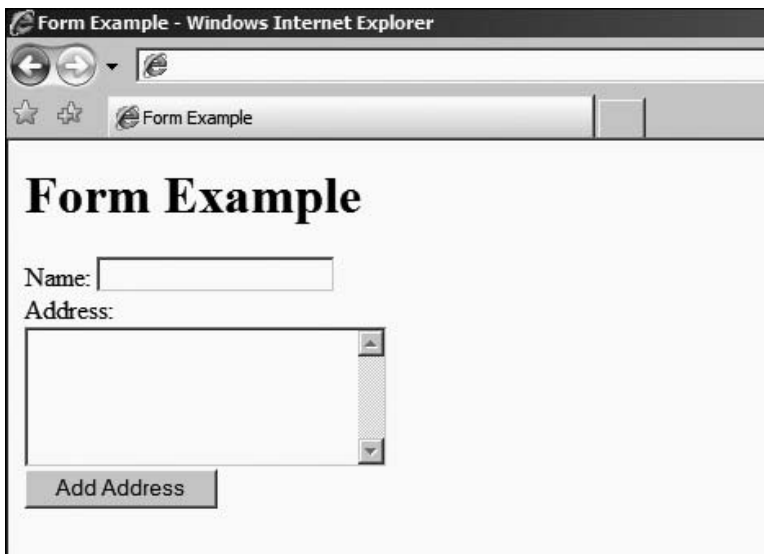 Form Example - Windows Internet Explorer
Form Example
Form Example
Name:
Address:
Add Address